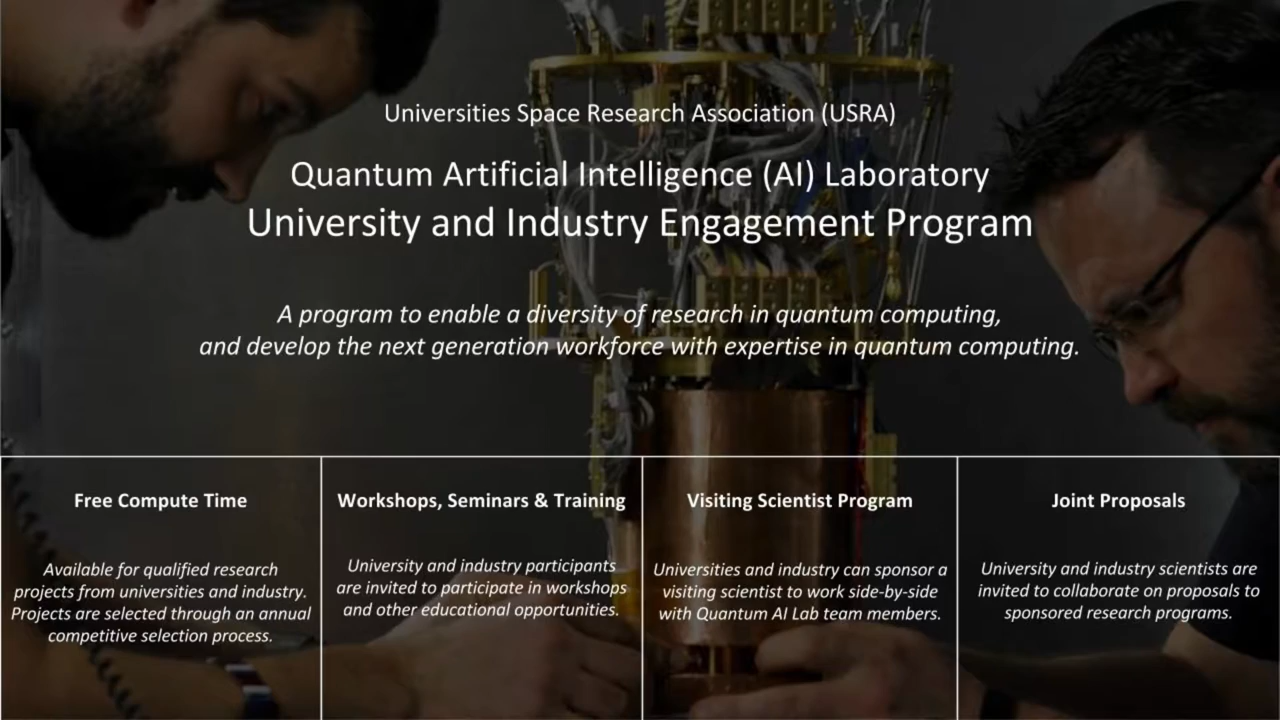 Universities Space Research Association (USRA)
Quantum Artificial Intelligence (AI) Laboratory
University and Industry Engagement Program
A program to enable a diversity of research in quantum computing,
and develop the next generation workforce with expertise in quantum computing.
Free Compute Time
Available for qualified research
projects from universities and industry.
Projects are selected through an annual
competitive selection process.
Workshops, Seminars & Training
University and industry participants
are invited to participate in workshops
and other educational opportunities.
Visiting Scientist Program
Universities and industry can sponsor a
visiting scientist to work side-by-side
with Quantum AI Lab team members.
Joint Proposals
University and industry scientists are
invited to collaborate on proposals to
sponsored research programs.